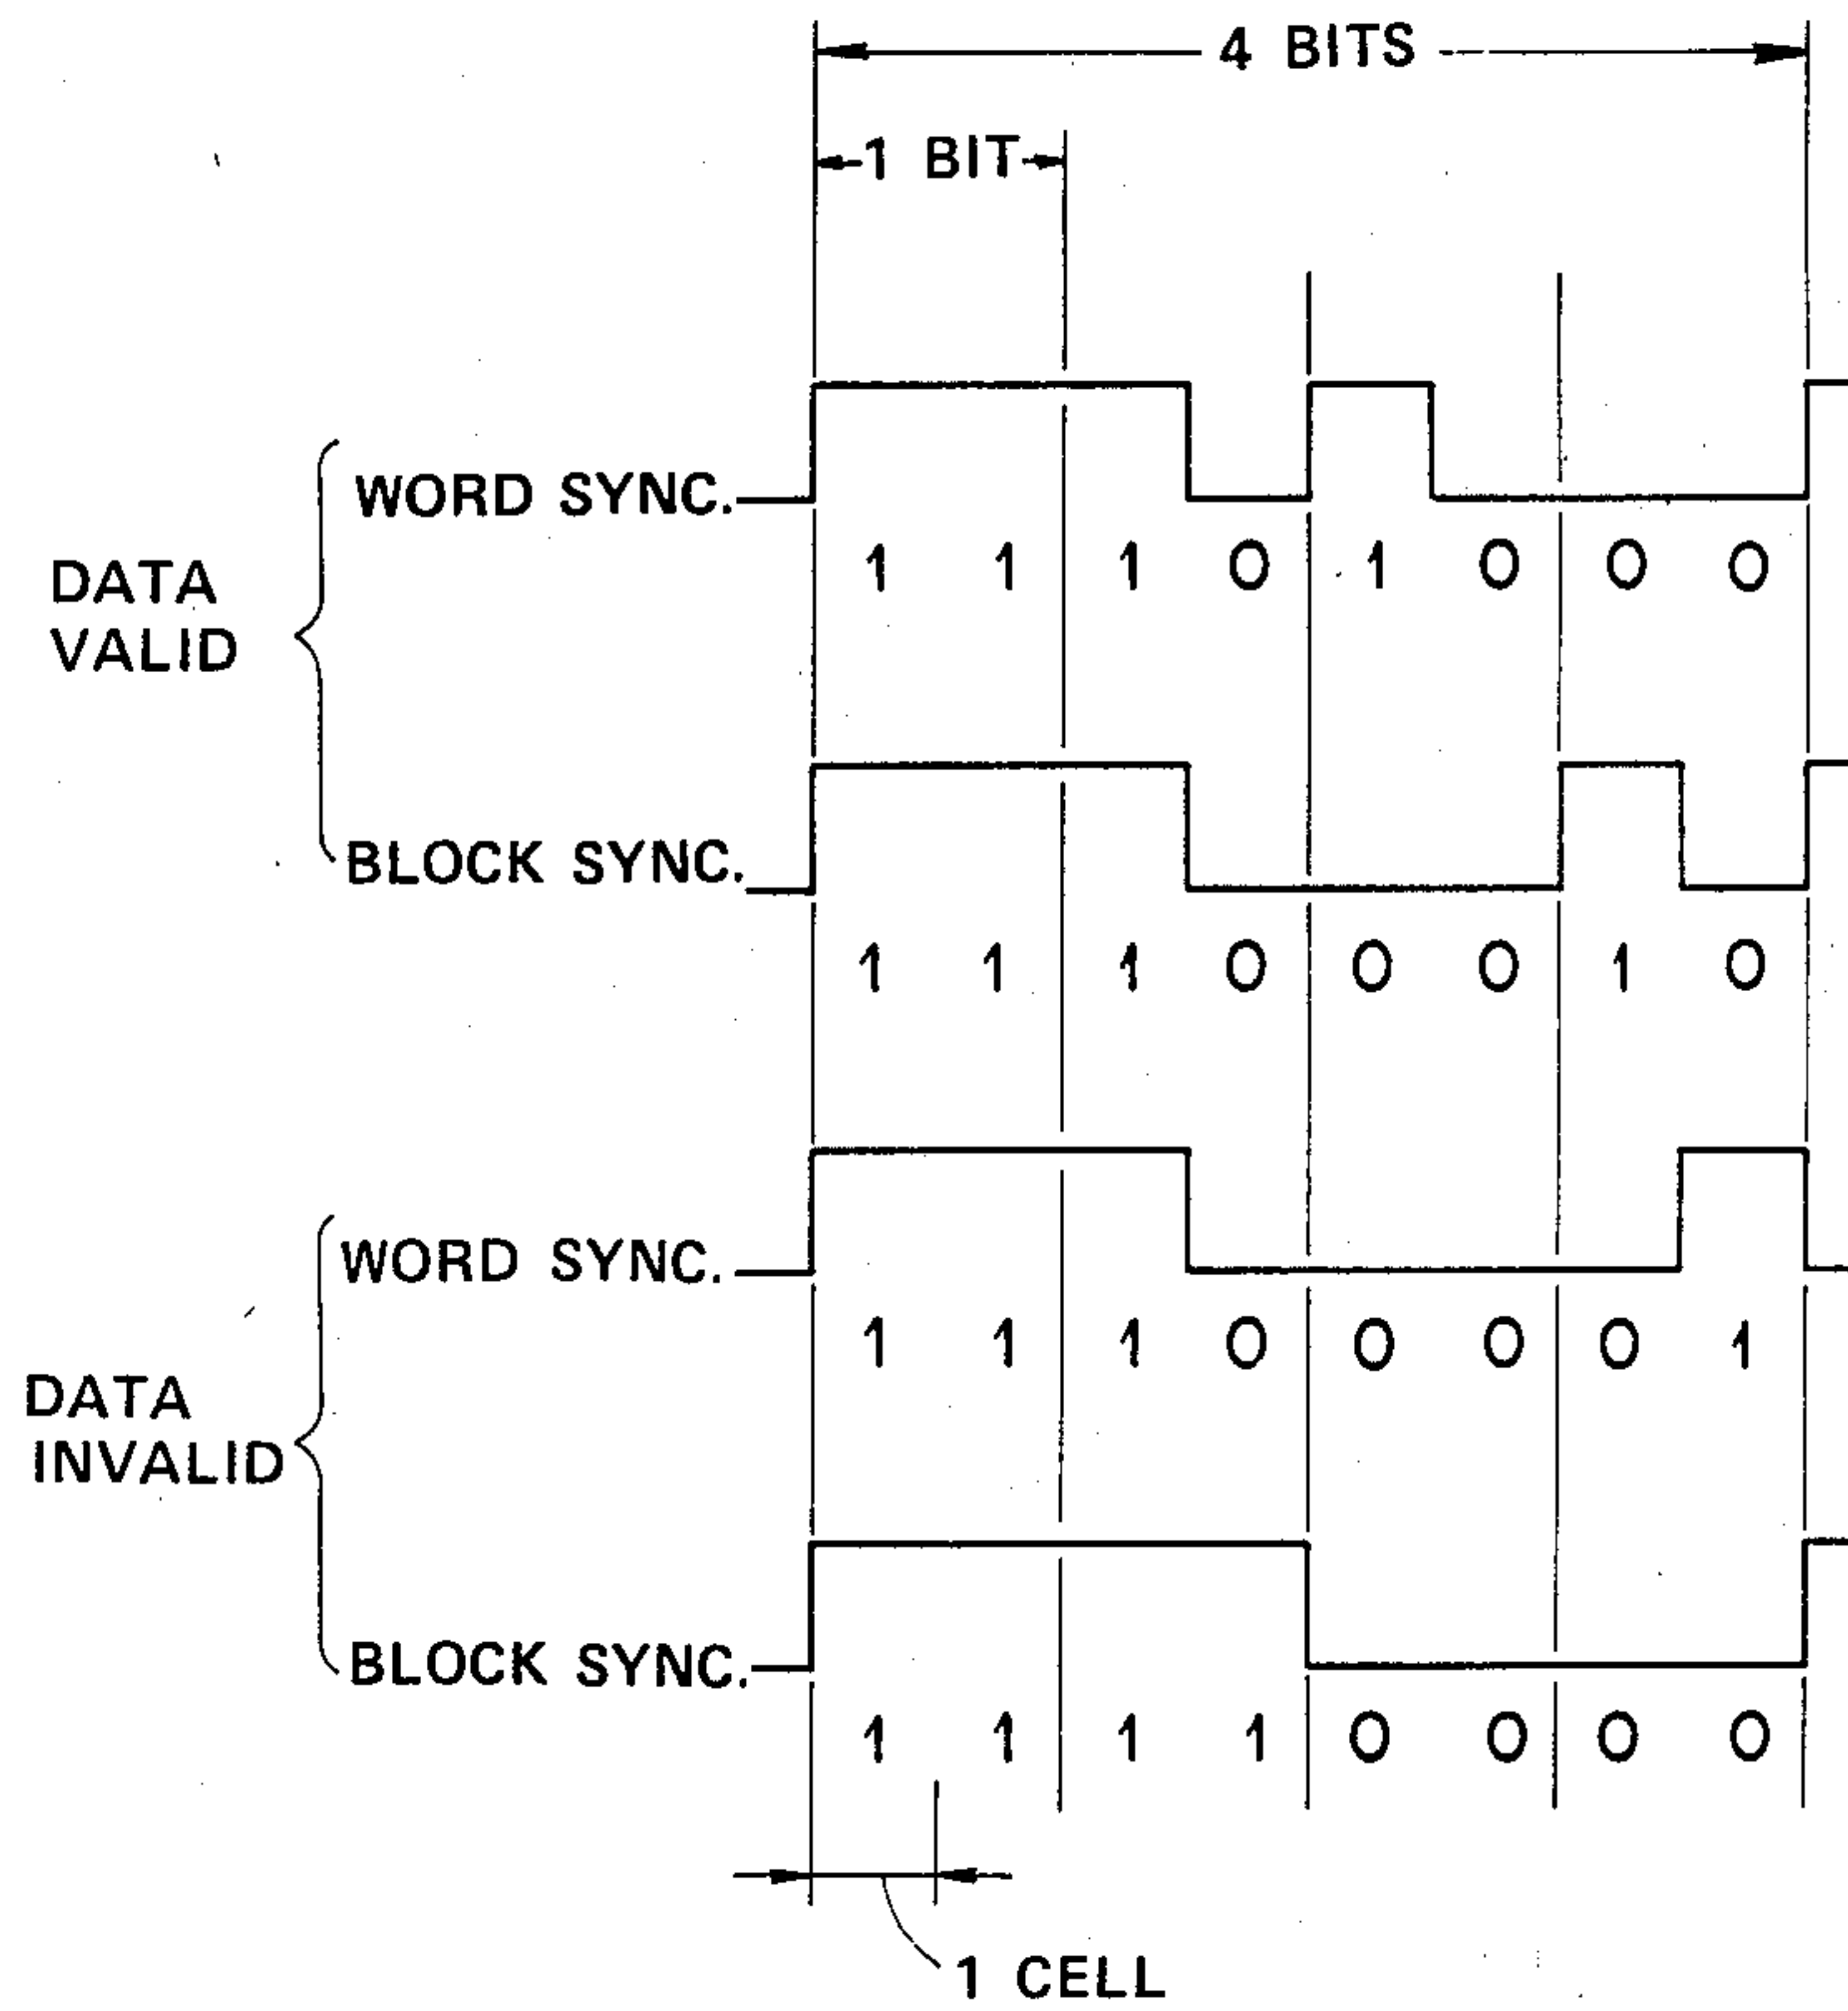 4 BITS
1 BIT
WORD SYNC.
1 1 1 0 1 0 0 0
DATA
VALID
BLOCK SYNC.
1 1 1 0 0 0 1 0
WORD SYNC.
1 1 1 0 0 0 0 1
DATA
INVALID
BLOCK SYNC.
1 1 1 1 0 0 0 0
1 CELL